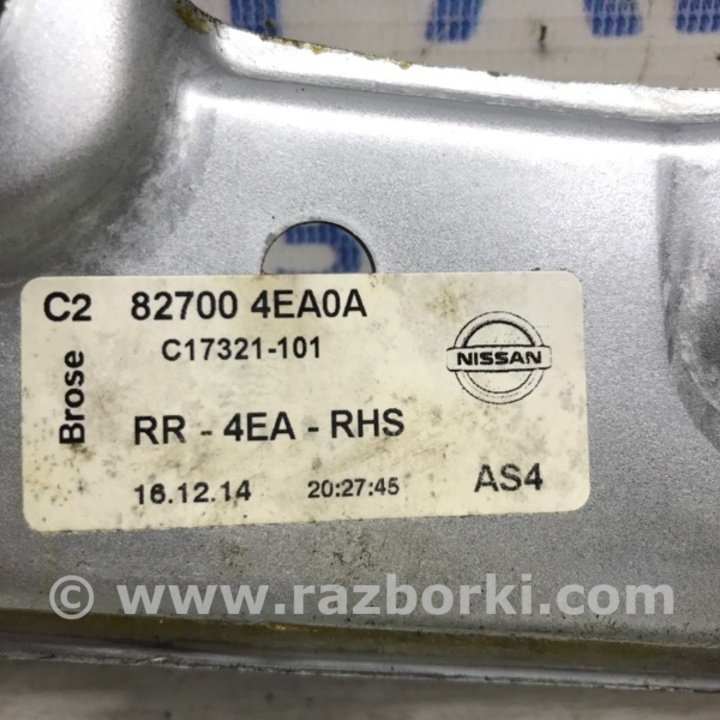 C2 82700 4EA0A
C17321-101
NISSAN
Brose
RR - 4EA - RHS
16.12.14 20:27:45 AS4
© www.razborki.com